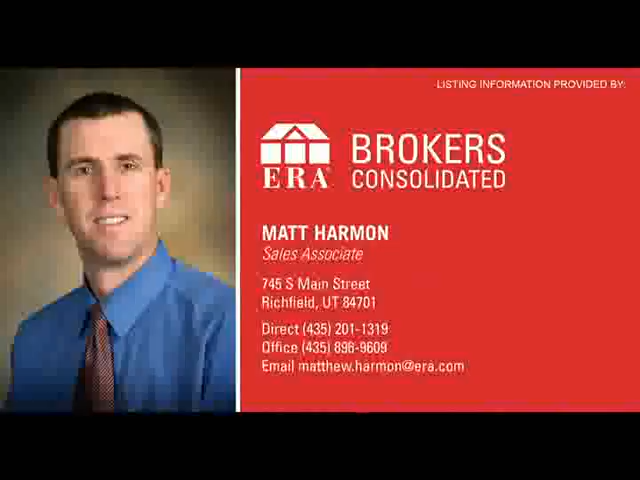 LISTING INFORMATION PROVIDED BY:
ERA
BROKERS
CONSOLIDATED
MATT HARMON
Sales Associate
745 S Main Street
Richfield, UT 84701
Direct (435) 201-1319
Office (435) 896-9609
Email matthew.harmon@era.com